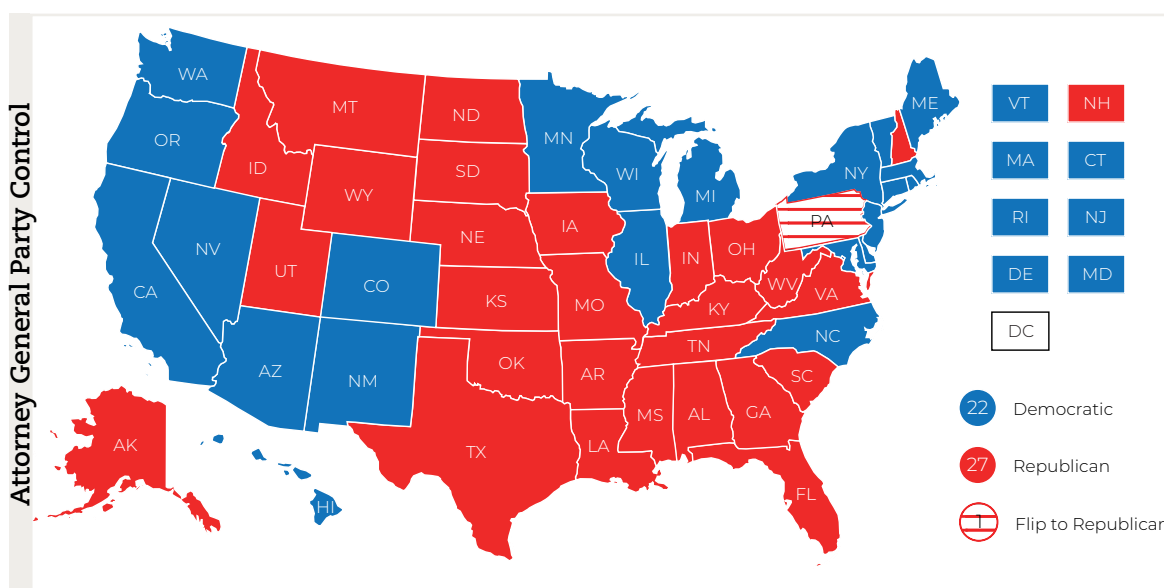 Attorney General Party Control
WA
OR
CA
NV
ID
MT
WY
UT
CO
AZ
NM
ND
SD
NE
KS
OK
TX
MN
IA
MO
AR
LA
WI
IL
MI
IN
OH
KY
TN
MS
AL
GA
FL
SC
NC
VA
WV
PA
NY
ME
AK
HI
VT NH
MA CT
RI NJ
DE MD
DC
22 Democratic
27 Republican
1 Flip to Republican